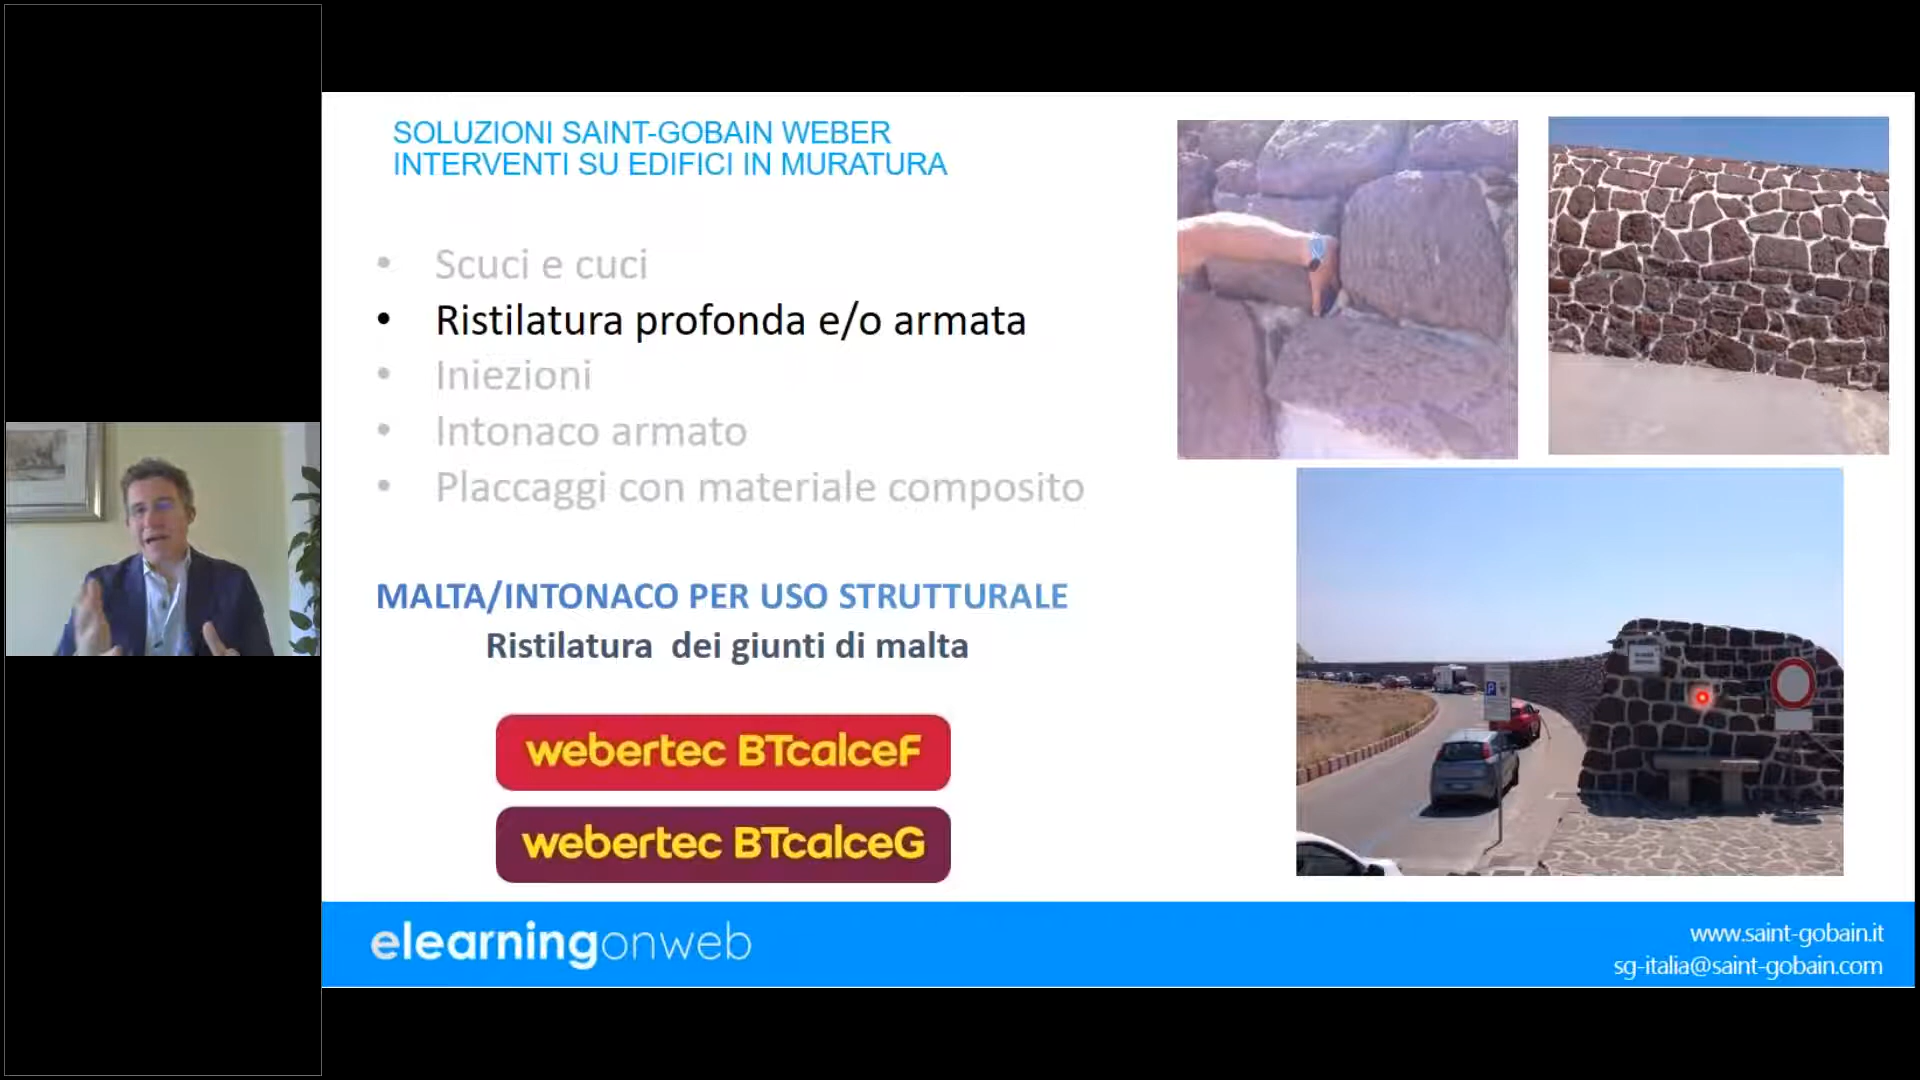 SOLUZIONI SAINT-GOBAIN WEBER
INTERVENTI SU EDIFICI IN MURATURA
• Scuci e cuci
• Ristilatura profonda e/o armata
• Iniezioni
• Intonaco armato
• Placcaggi con materiale composito
MALTA/INTONACO PER USO STRUTTURALE
Ristilatura dei giunti di malta
webertec BTcalceF
webertec BTcalceG
P
elearningonweb
www.saint-gobain.it
sg-italia@saint-gobain.com